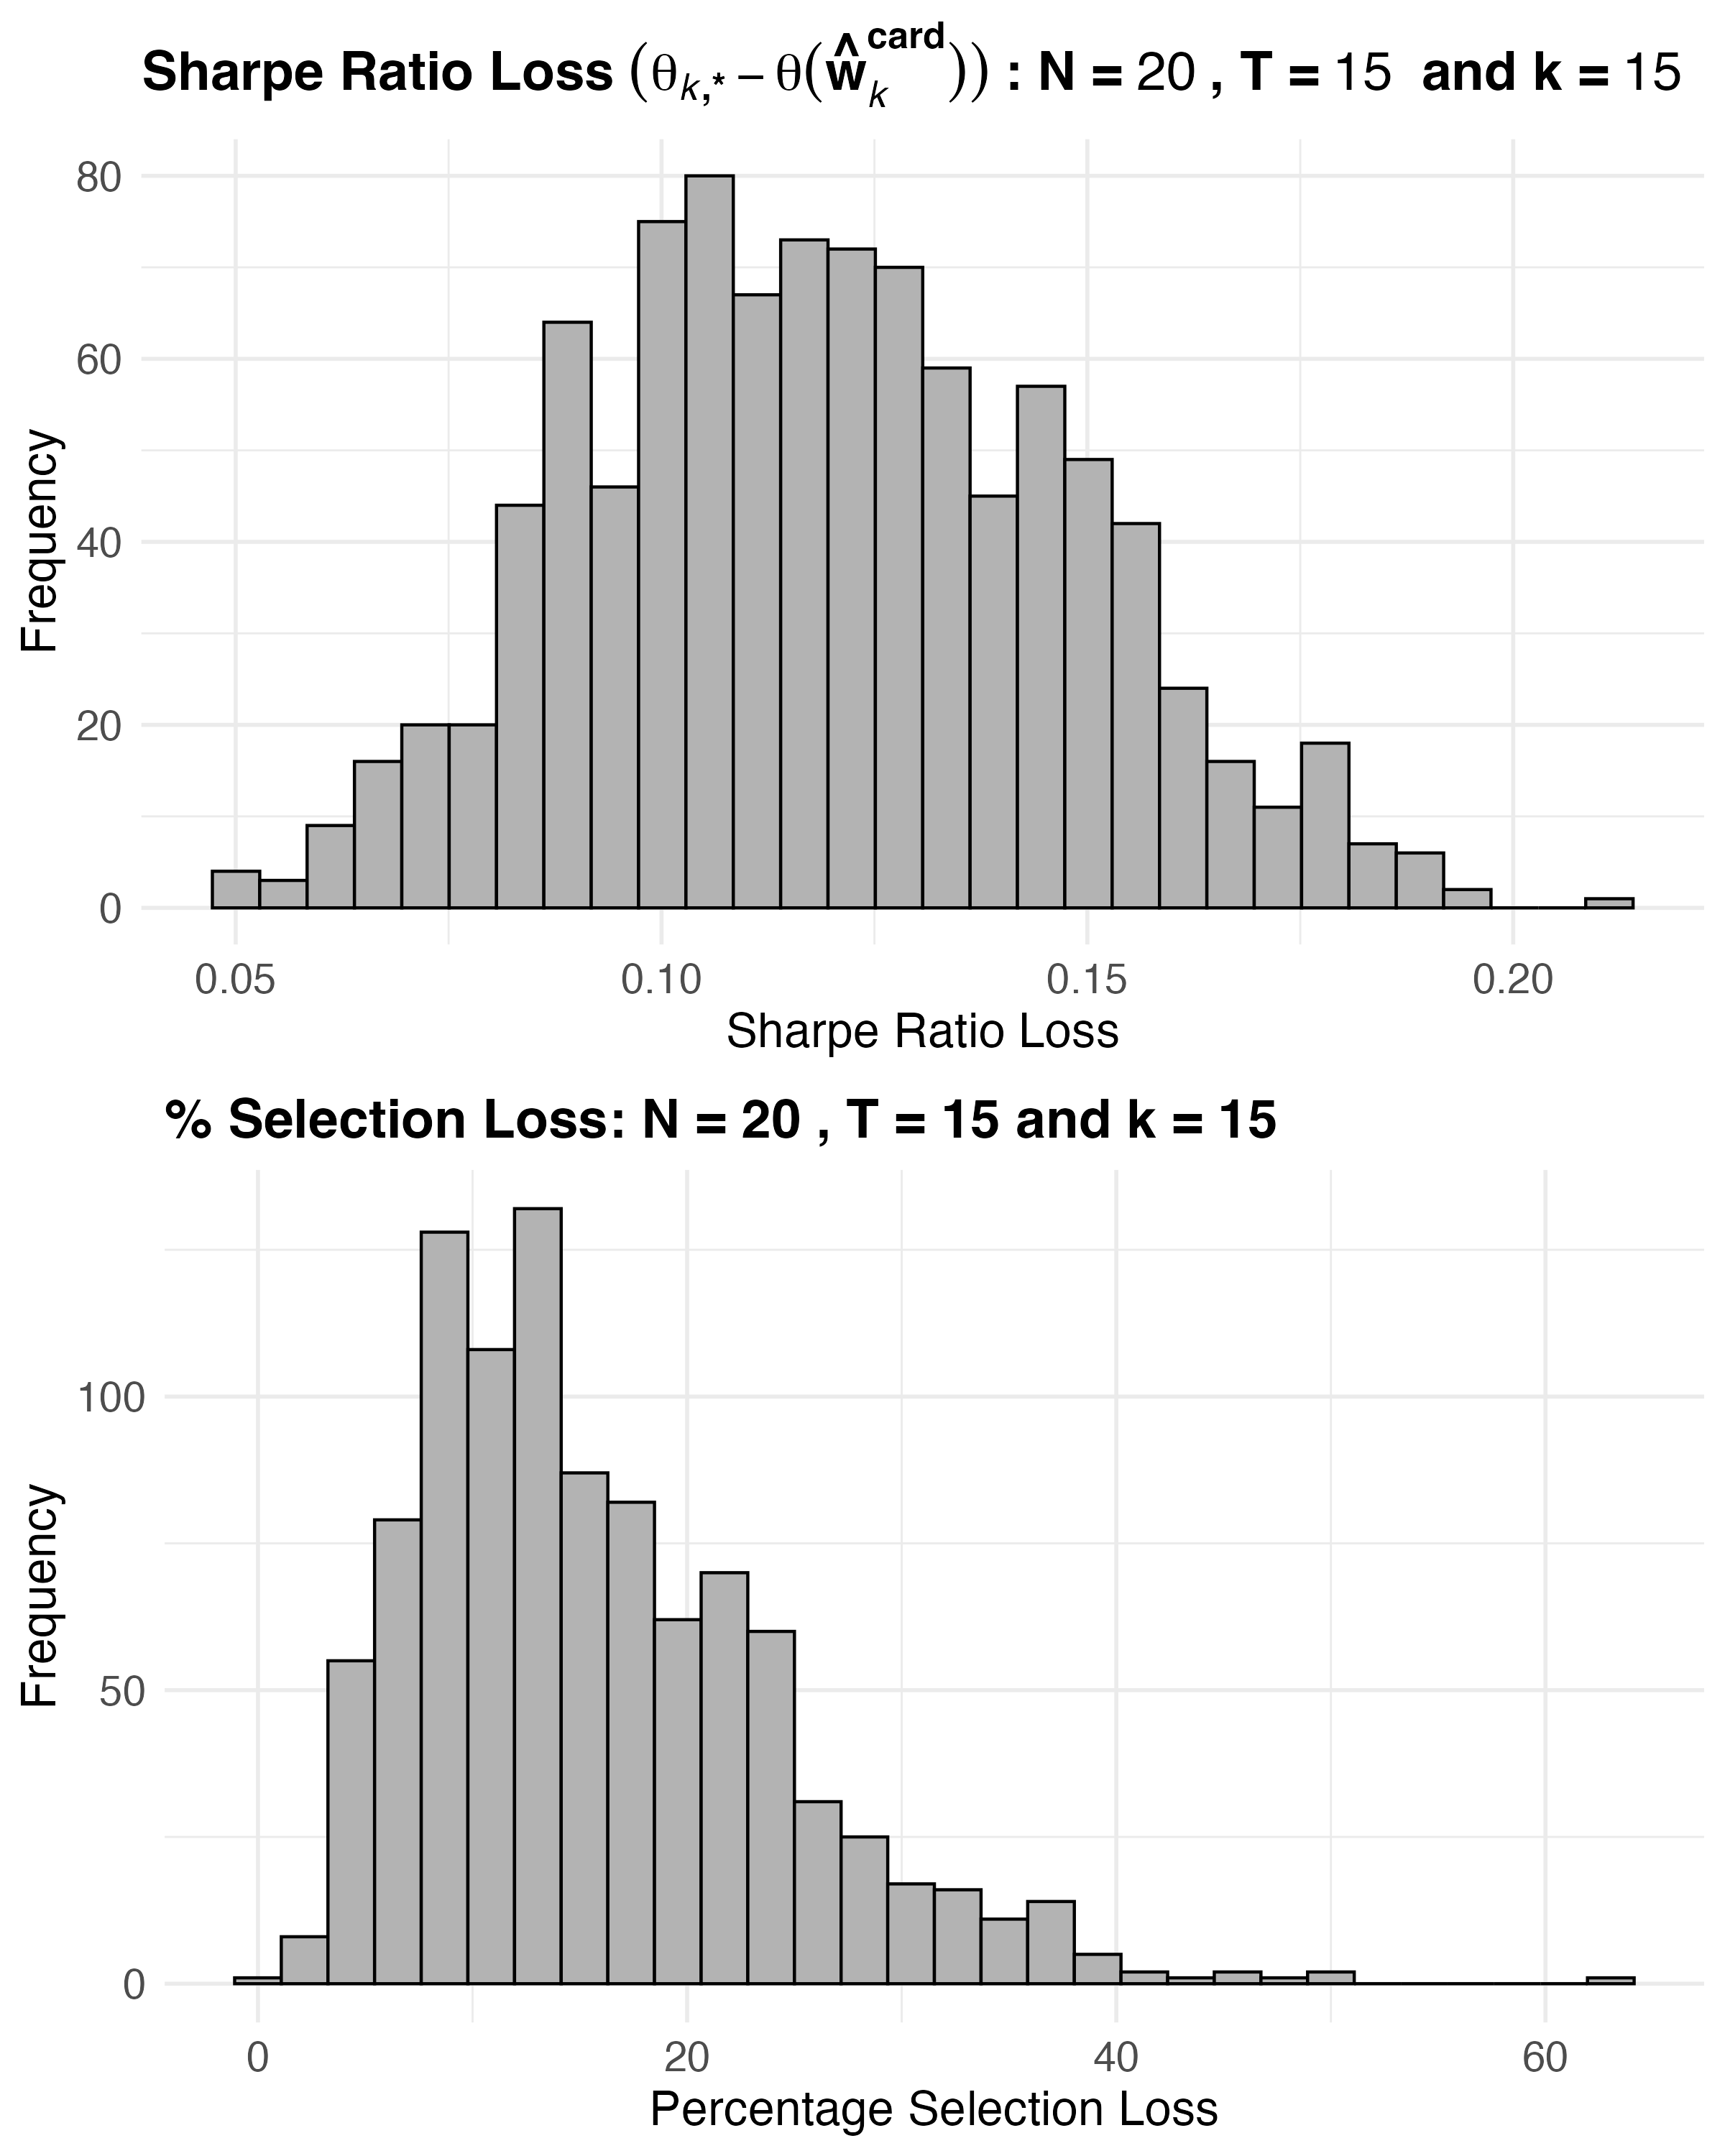 Sharpe Ratio Loss (θk,* − θ(ŵk^card)) : N = 20 , T = 15 and k = 15
80
60
40
20
0
Frequency
0.05 0.10 0.15 0.20
Sharpe Ratio Loss
% Selection Loss: N = 20 , T = 15 and k = 15
100
50
0
Frequency
0 20 40 60
Percentage Selection Loss